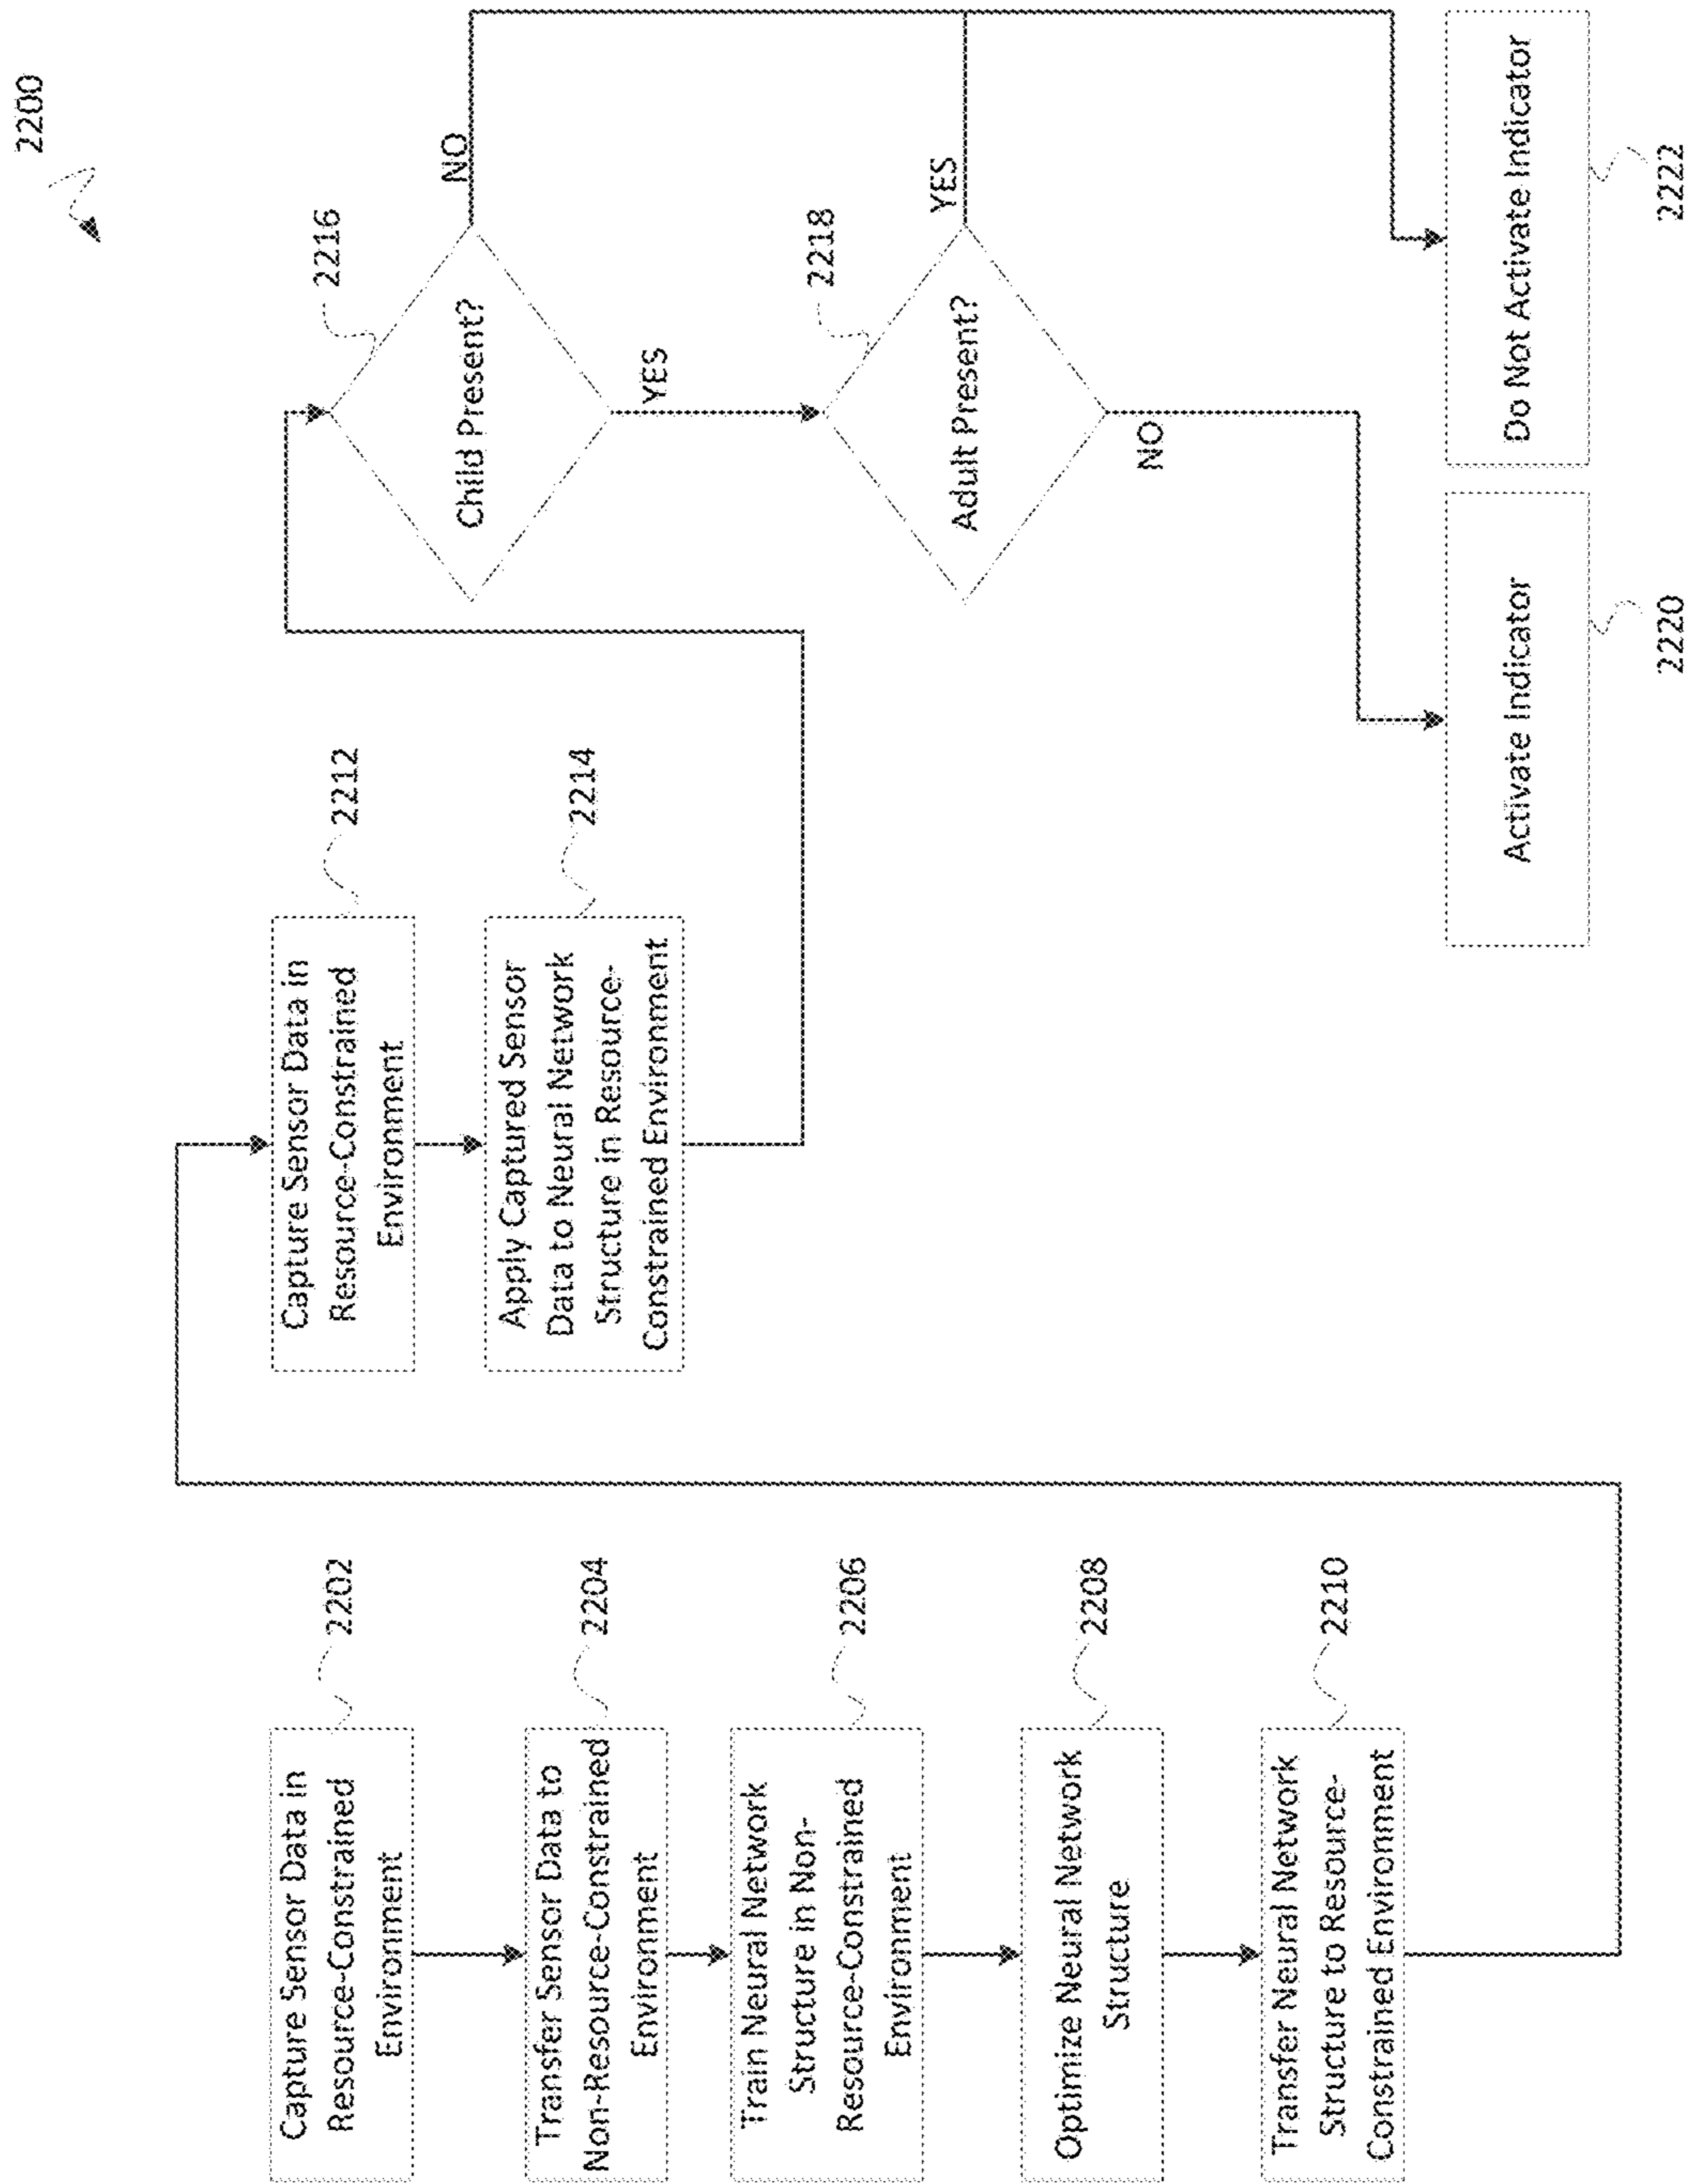 2200
Capture Sensor Data in
Resource-Constrained
Environment
2202
Transfer Sensor Data to
Non-Resource-Constrained
Environment
2204
Train Neural Network
Structure in Non-
Resource-Constrained
Environment
2206
Optimize Neural Network
Structure
2208
Transfer Neural Network
Structure to Resource-
Constrained Environment
2210
Capture Sensor Data in
Resource-Constrained
Environment
2212
Apply Captured Sensor
Data to Neural Network
Structure in Resource-
Constrained Environment
2214
Child Present?
2216
NO
YES
Adult Present?
2218
YES
NO
Activate Indicator
2220
Do Not Activate Indicator
2222